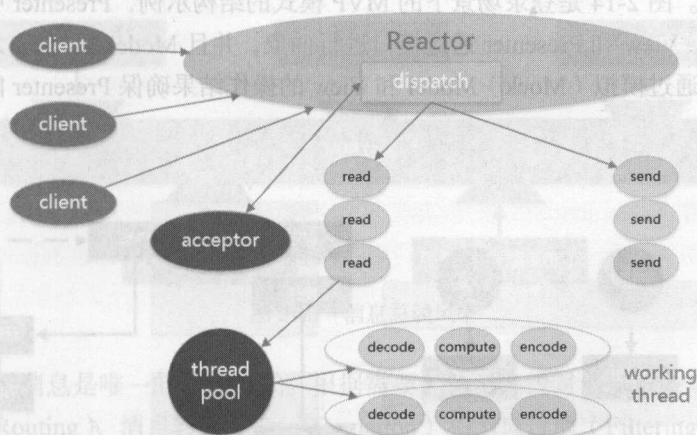 client
Reactor
dispatch
client
client
read
send
read
send
acceptor
read
send
thread
pool
decode
compute
encode
working
thread
decode
compute
encode